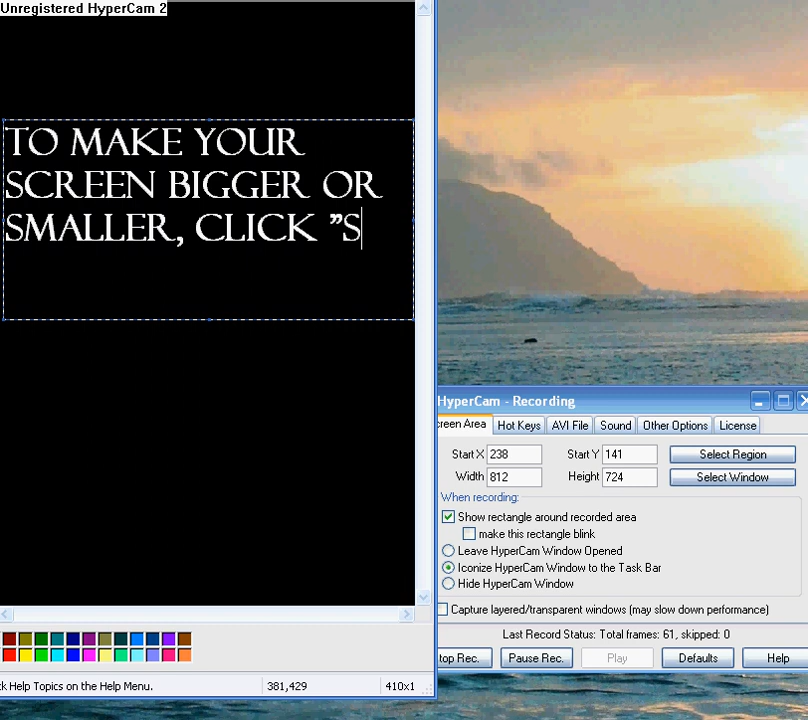 Unregistered HyperCam 2
TO MAKE YOUR
SCREEN BIGGER OR
SMALLER, CLICK "S
HyperCam - Recording
creen Area
Hot Keys
AVI File
Sound
Other Options
License
Start X 238
Start Y 141
Select Region
Width 812
Height 724
Select Window
When recording:
Show rectangle around recorded area
make this rectangle blink
Leave HyperCam Window Opened
Iconize HyperCam Window to the Task Bar
Hide HyperCam Window
Capture layered/transparent windows (may slow down performance)
Last Record Status: Total frames: 61, skipped: 0
top Rec.
Pause Rec.
Play
Defaults
Help
ck Help Topics on the Help Menu.
381,429
410x1